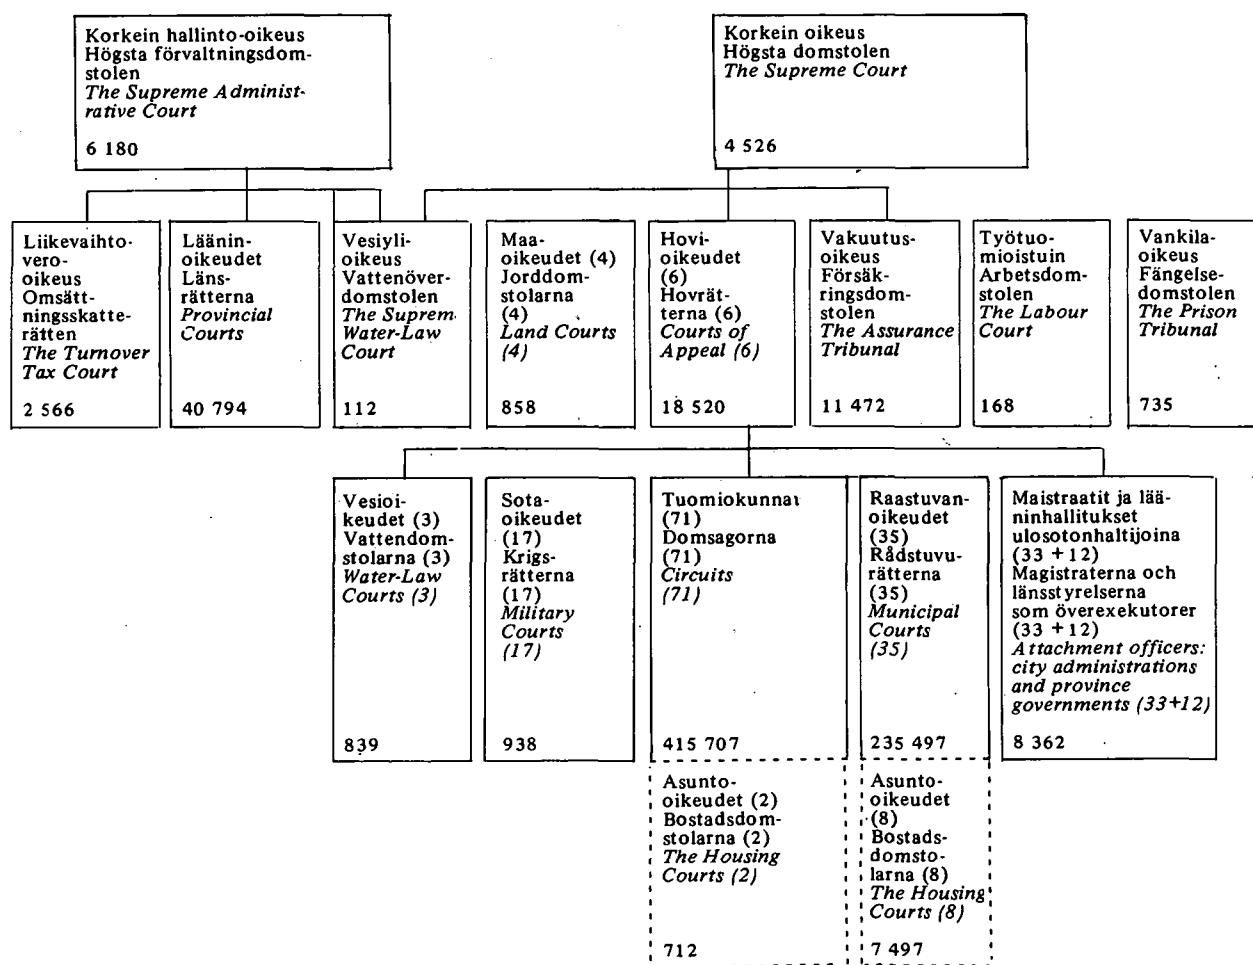 Korkein hallinto-oikeus
Högsta förvaltningsdom-
stolen
The Supreme Administ-
rative Court
6 180
Korkein oikeus
Högsta domstolen
The Supreme Court
4 526
Liikevaihto-
vero-
oikeus
Omsätt-
ningsskatte-
rätten
The Turnover
Tax Court
2 566
Läänin-
oikeudet
Läns-
rätterna
Provincial
Courts
40 794
Vesiyli-
oikeus
Vattenöver-
domstolen
The Suprem
Water-Law
Court
112
Maa-
oikeudet (4)
Jorddom-
stolarna
(4)
Land Courts
(4)
858
Hovi-
oikeudet
(6)
Hovrät-
terna (6)
Courts of
Appeal (6)
18 520
Vakuutus-
oikeus
Försäk-
ringsdom-
stolen
The Assurance
Tribunal
11 472
Työtuo-
mioistuin
Arbetsdom-
stolen
The Labour
Court
168
Vankila-
oikeus
Fängelse-
domstolen
The Prison
Tribunal
735
Vesioi-
keudet (3)
Vattendom-
stolarna (3)
Water-Law
Courts (3)
839
Sota-
oikeudet
(17)
Krigs-
rätterna
(17)
Military
Courts
(17)
938
Tuomiokunnat
(71)
Domsagorna
(71)
Circuits
(71)
415 707
Raastuvan-
oikeudet
(35)
Rådstuvu-
rätterna
(35)
Municipal
Courts
(35)
235 497
Maistraatit ja lää-
ninhallitukset
ulosotonhaltijoina
(33 + 12)
Magistraterna och
länsstyrelserna
som överexekutorer
(33 + 12)
Attachment officers:
city administrations
and province
governments (33+12)
8 362
Asunto-
oikeudet (2)
Bostadsdom-
stolarna (2)
The Housing
Courts (2)
712
Asunto-
oikeudet
(8)
Bostads-
domsto-
larna (8)
The Housing
Courts (8)
7 497